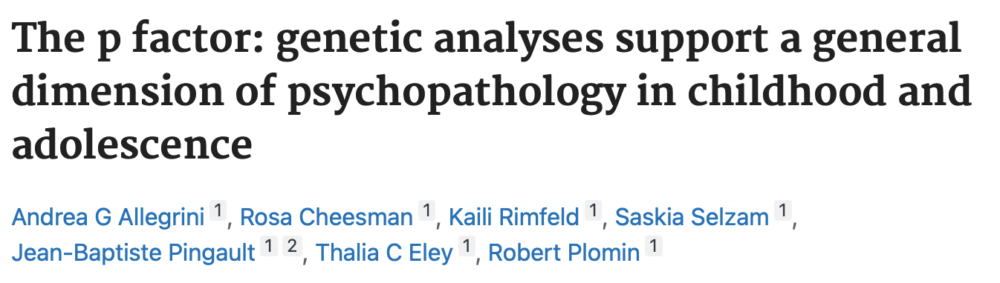 The p factor: genetic analyses support a general
dimension of psychopathology in childhood and
adolescence
Andrea G Allegrini 1, Rosa Cheesman 1, Kaili Rimfeld 1, Saskia Selzam 1,
Jean-Baptiste Pingault 1 2, Thalia C Eley 1, Robert Plomin 1